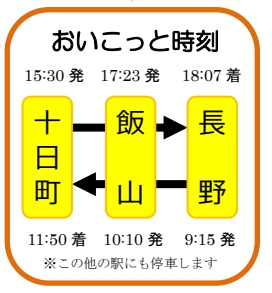 おいこっと時刻
15:30 発 17:23 発 18:07 着
十日町 飯山 長野
11:50 着 10:10 発 9:15 発
※この他の駅にも停車します